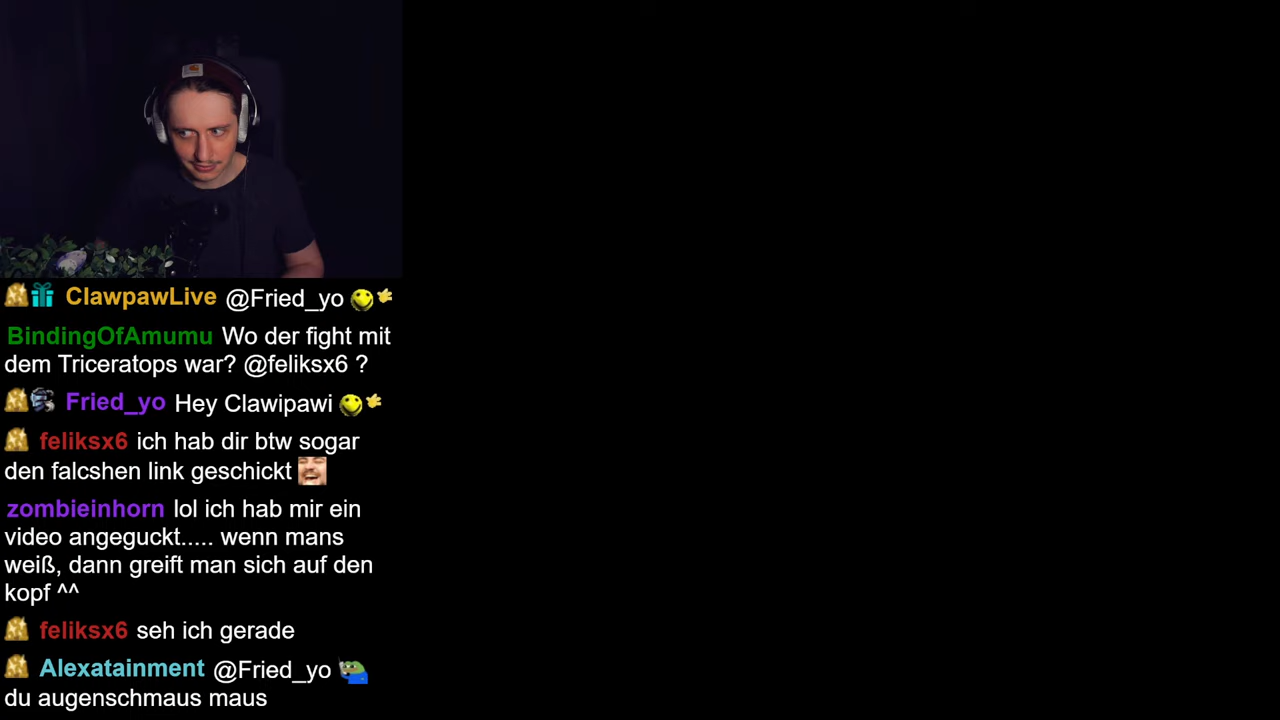 ClawpawLive @Fried_yo
BindingOfAmumu Wo der fight mit
dem Triceratops war? @feliksx6 ?
Fried_yo Hey Clawipawi
feliksx6 ich hab dir btw sogar
den falcshen link geschickt
zombieinhorn lol ich hab mir ein
video angeguckt..... wenn mans
weiß, dann greift man sich auf den
kopf ^^
feliksx6 seh ich gerade
Alexatainment @Fried_yo
du augenschmaus maus